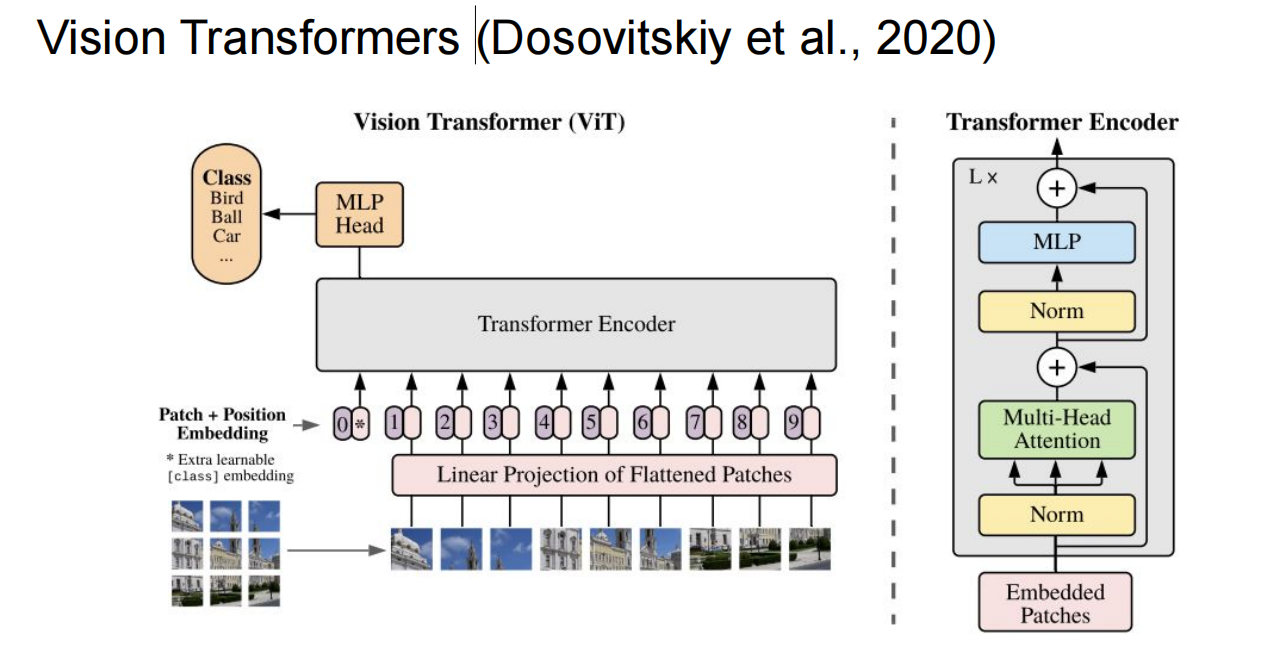 Vision Transformers (Dosovitskiy et al., 2020)
Vision Transformer (ViT)
Class
Bird
Ball
Car
...
MLP
Head
Transformer Encoder
Patch + Position
Embedding
0 * 1 2 3 4 5 6 7 8 9
* Extra learnable
[class] embedding
Linear Projection of Flattened Patches
Transformer Encoder
L ×
+
MLP
Norm
+
Multi-Head
Attention
Norm
Embedded
Patches